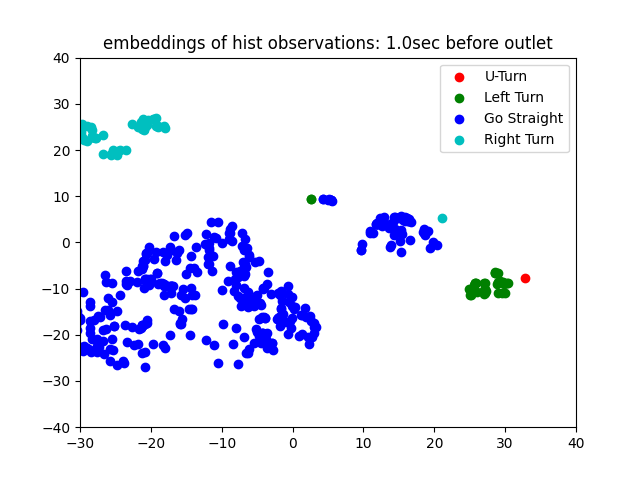 embeddings of hist observations: 1.0sec before outlet
U-Turn
Left Turn
Go Straight
Right Turn
40
30
20
10
0
−10
−20
−30
−40
−30 −20 −10 0 10 20 30 40